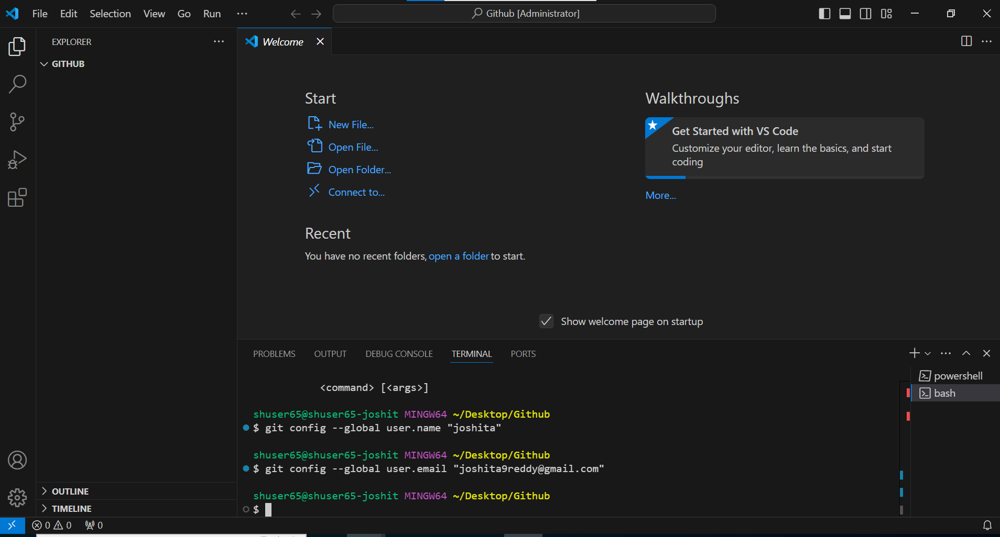 File Edit Selection View Go Run ...
Github [Administrator]
EXPLORER
GITHUB
Welcome
Start
New File...
Open File...
Open Folder...
Connect to...
Recent
You have no recent folders, open a folder to start.
Walkthroughs
Get Started with VS Code
Customize your editor, learn the basics, and start
coding
More...
Show welcome page on startup
PROBLEMS OUTPUT DEBUG CONSOLE TERMINAL PORTS
<command> [<args>]
shuser65@shuser65-joshit MINGW64 ~/Desktop/Github
$ git config --global user.name "joshita"
shuser65@shuser65-joshit MINGW64 ~/Desktop/Github
$ git config --global user.email "joshita9reddy@gmail.com"
shuser65@shuser65-joshit MINGW64 ~/Desktop/Github
$
powershell
bash
OUTLINE
TIMELINE
0 0 0